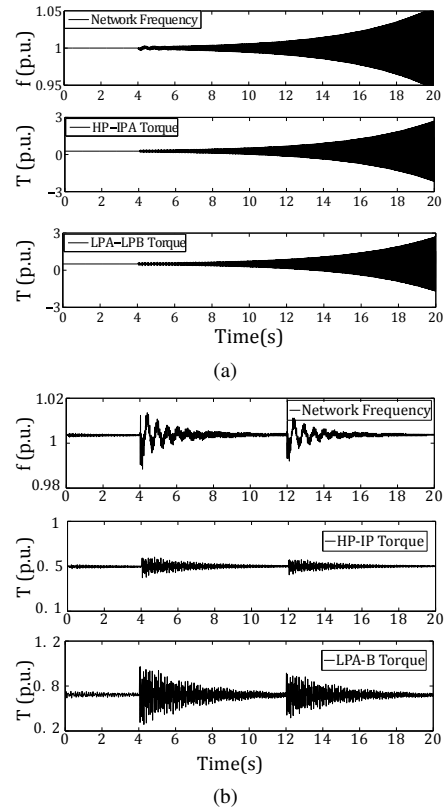 1.05
Network Frequency
f (p.u.)
1
0.95
0 2 4 6 8 10 12 14 16 18 20
3
HP−IPA Torque
T (p.u.)
0
−3
0 2 4 6 8 10 12 14 16 18 20
3
LPA−LPB Torque
T (p.u.)
0
3
0 2 4 6 8 10 12 14 16 18 20
Time(s)
(a)
1.02
Network Frequency
f (p.u.)
1
0.98
0 2 4 6 8 10 12 14 16 18 20
1
HP-IP Torque
T (p.u.)
0.5
0. 1
0 2 4 6 8 10 12 14 16 18 20
1. 2
LPA-B Torque
T (p.u.)
0.8
0. 2
0 2 4 6 8 10 12 14 16 18 20
Time(s)
(b)